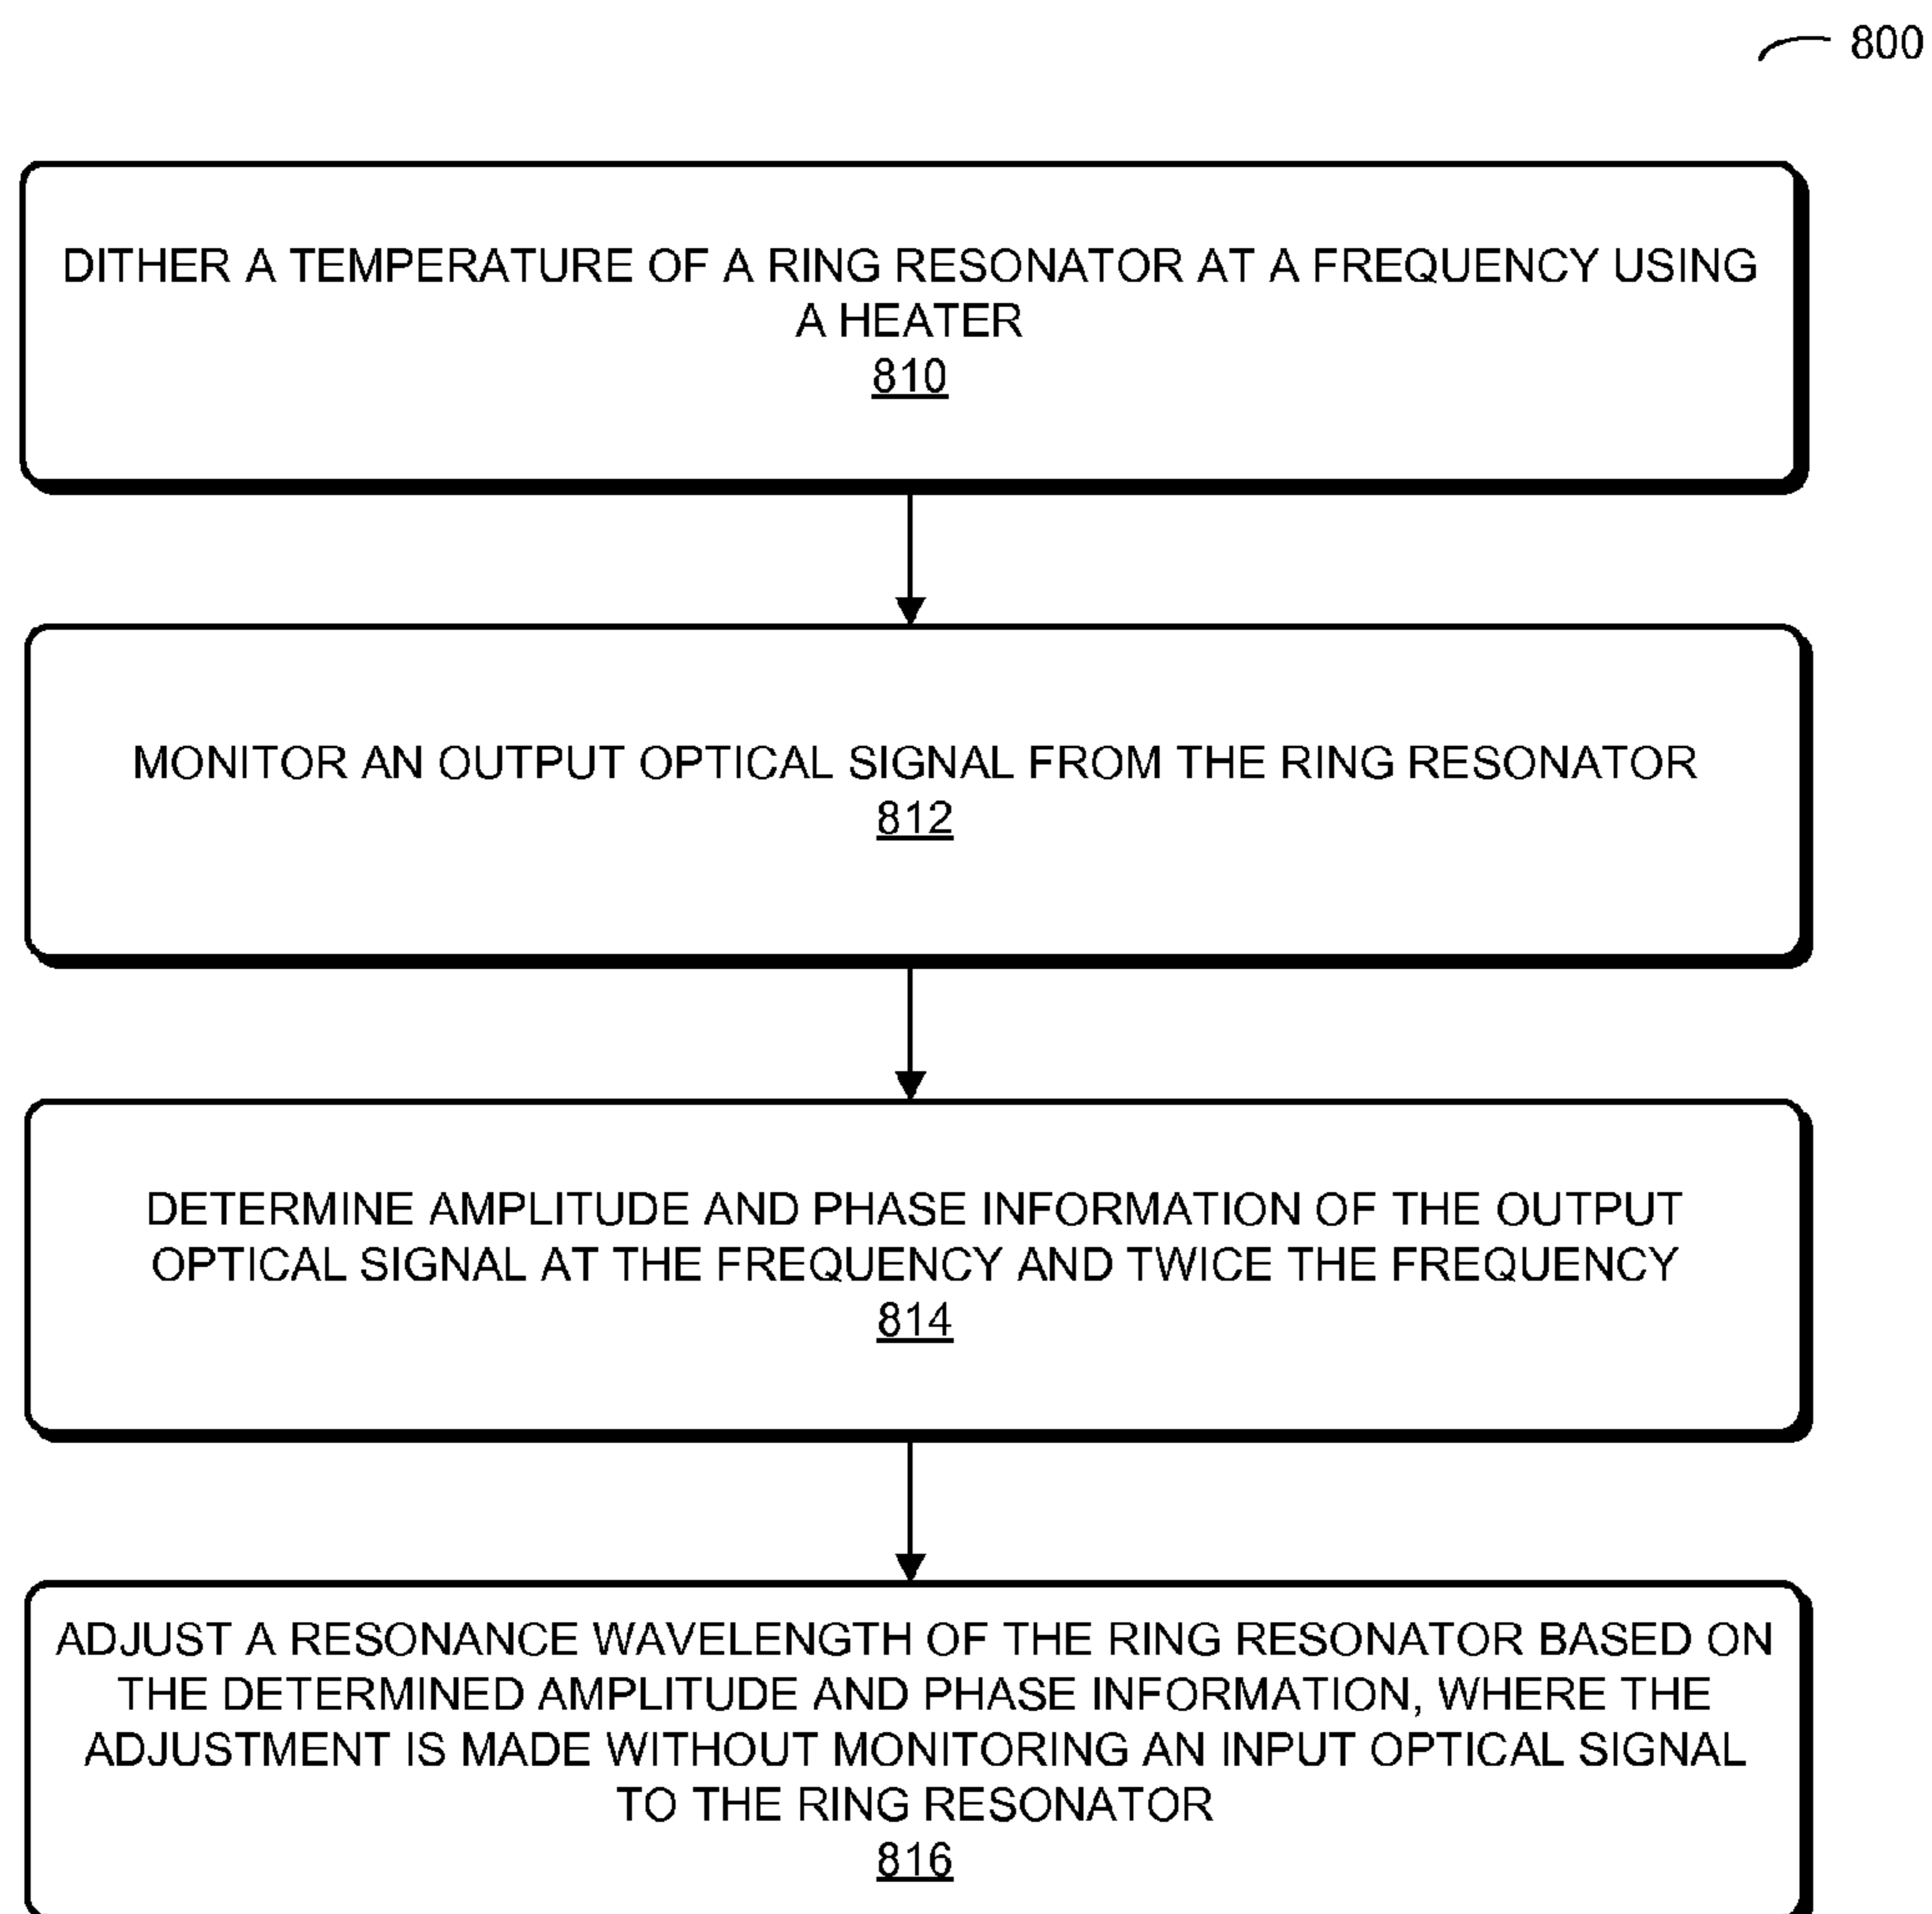 800
DITHER A TEMPERATURE OF A RING RESONATOR AT A FREQUENCY USING
A HEATER
810
MONITOR AN OUTPUT OPTICAL SIGNAL FROM THE RING RESONATOR
812
DETERMINE AMPLITUDE AND PHASE INFORMATION OF THE OUTPUT
OPTICAL SIGNAL AT THE FREQUENCY AND TWICE THE FREQUENCY
814
ADJUST A RESONANCE WAVELENGTH OF THE RING RESONATOR BASED ON
THE DETERMINED AMPLITUDE AND PHASE INFORMATION, WHERE THE
ADJUSTMENT IS MADE WITHOUT MONITORING AN INPUT OPTICAL SIGNAL
TO THE RING RESONATOR
816